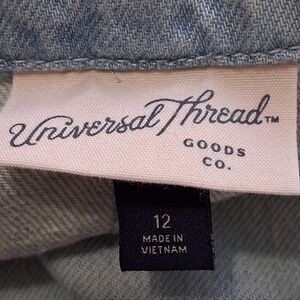 Universal Thread™
GOODS
CO.
12
MADE IN
VIETNAM